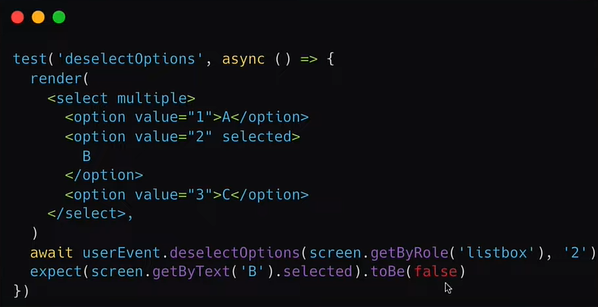 test('deselectOptions', async () => {
  render(
    <select multiple>
      <option value="1">A</option>
      <option value="2" selected>
        B
      </option>
      <option value="3">C</option>
    </select>,
  )
  await userEvent.deselectOptions(screen.getByRole('listbox'), '2')
  expect(screen.getByText('B').selected).toBe(false)
})